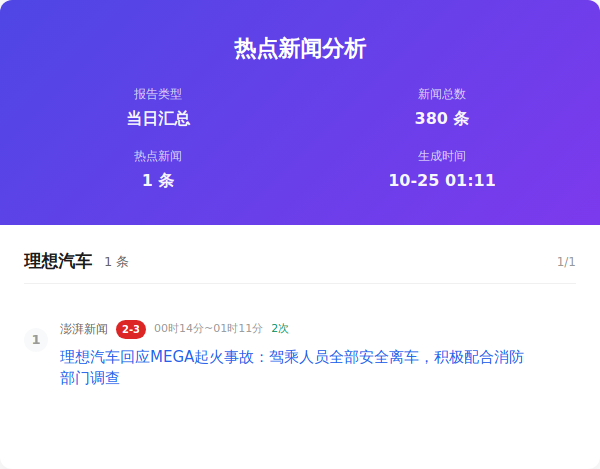 热点新闻分析
报告类型
当日汇总
新闻总数
380 条
热点新闻
1 条
生成时间
10-25 01:11
理想汽车 1 条 1/1
1
澎湃新闻 2-3 00时14分~01时11分 2次
理想汽车回应MEGA起火事故：驾乘人员全部安全离车，积极配合消防
部门调查